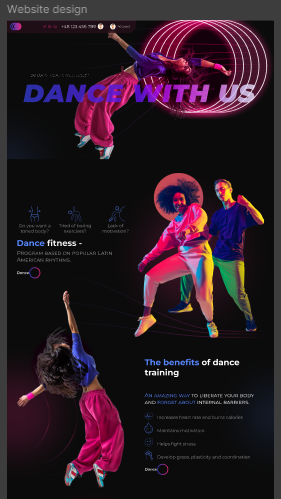 Website design
+48 123 456 789
DANCE WITH US
Do you want a
toned body?
Tired of boring
exercises?
Lack of
motivation?
Dance fitness -
PROGRAM BASED ON POPULAR LATIN
AMERICAN RHYTHMS.
Dance
The benefits of dance
training
AN AMAZING WAY TO LIBERATE YOUR BODY
AND FORGET ABOUT INTERNAL BARRIERS.
Increases heart rate and burns calories
Maintains motivation
Helps fight stress
Develop grace, plasticity and coordination
Dance